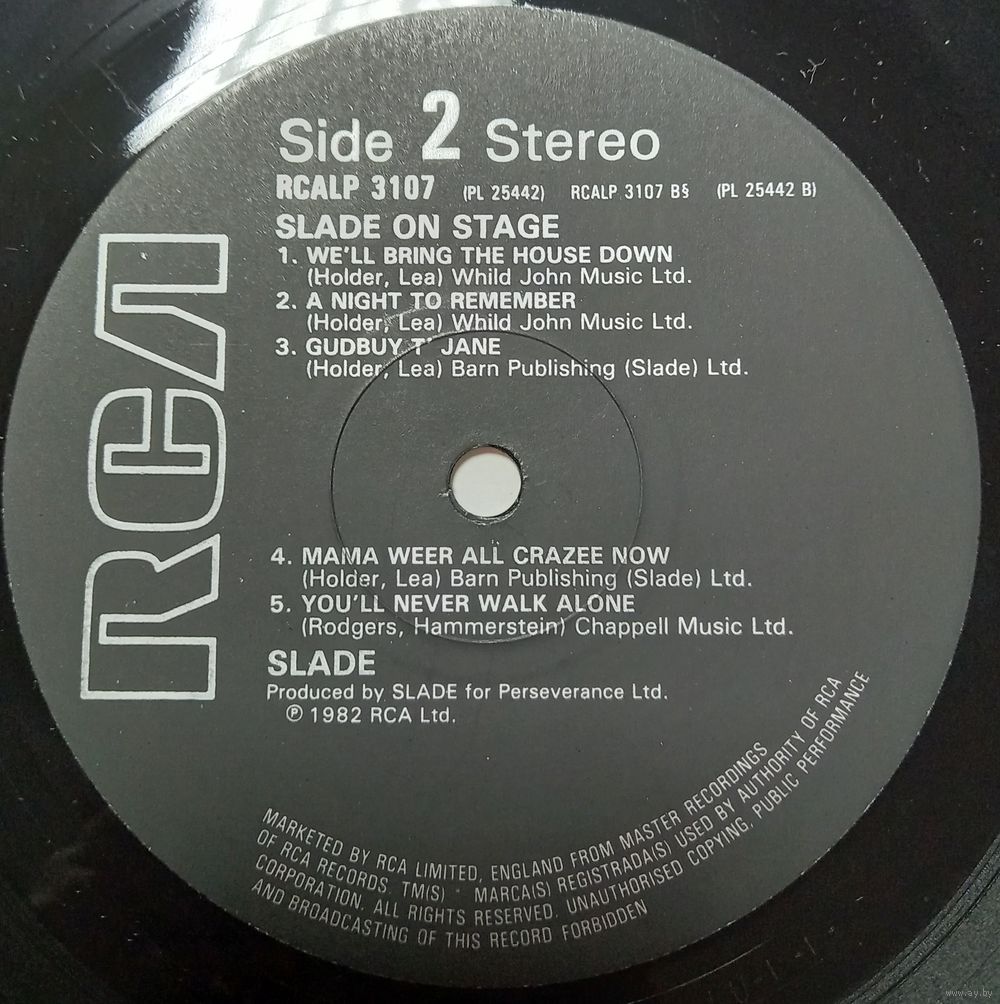 Side 2 Stereo
RCALP 3107 (PL 25442) RCALP 3107 B§ (PL 25442 B)
SLADE ON STAGE
1. WE'LL BRING THE HOUSE DOWN
(Holder, Lea) Whild John Music Ltd.
2. A NIGHT TO REMEMBER
(Holder, Lea) Whild John Music Ltd.
3. GUDBUY T' JANE
(Holder, Lea) Barn Publishing (Slade) Ltd.
RCA
4. MAMA WEER ALL CRAZEE NOW
(Holder, Lea) Barn Publishing (Slade) Ltd.
5. YOU'LL NEVER WALK ALONE
(Rodgers, Hammerstein) Chappell Music Ltd.
SLADE
Produced by SLADE for Perseverance Ltd.
℗ 1982 RCA Ltd.
MARKETED BY RCA LIMITED, ENGLAND FROM MASTER RECORDINGS
OF RCA RECORDS. TM(S) · MARCA(S) REGISTRADA(S) USED BY AUTHORITY OF RCA
CORPORATION. ALL RIGHTS RESERVED. UNAUTHORISED COPYING, PUBLIC PERFORMANCE
AND BROADCASTING OF THIS RECORD FORBIDDEN
www.ay.by